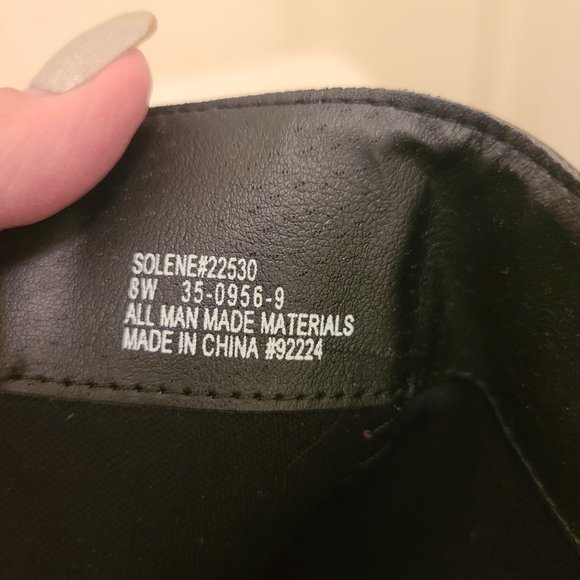 SOLENE#22530
8W 35-0956-9
ALL MAN MADE MATERIALS
MADE IN CHINA #92224